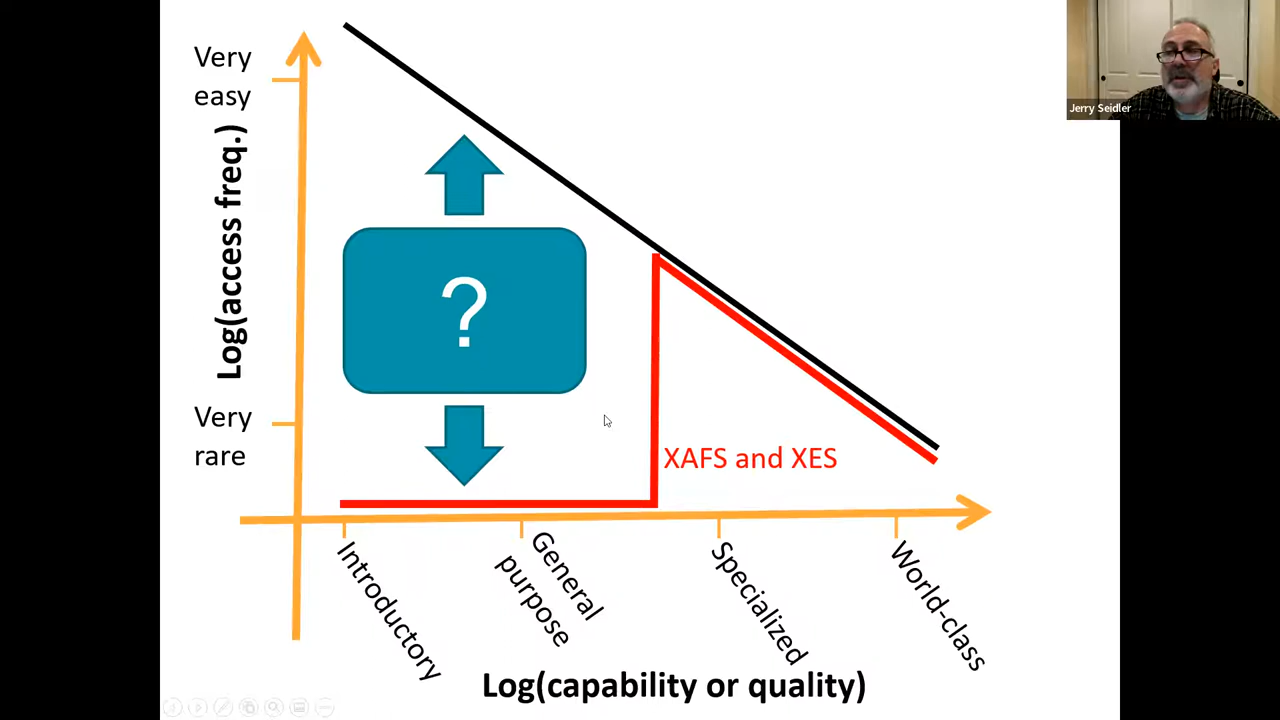 Very
easy
Log(access freq.)
Very
rare
?
XAFS and XES
Introductory
General
purpose
Specialized
World-class
Log(capability or quality)
Jerry Seidler